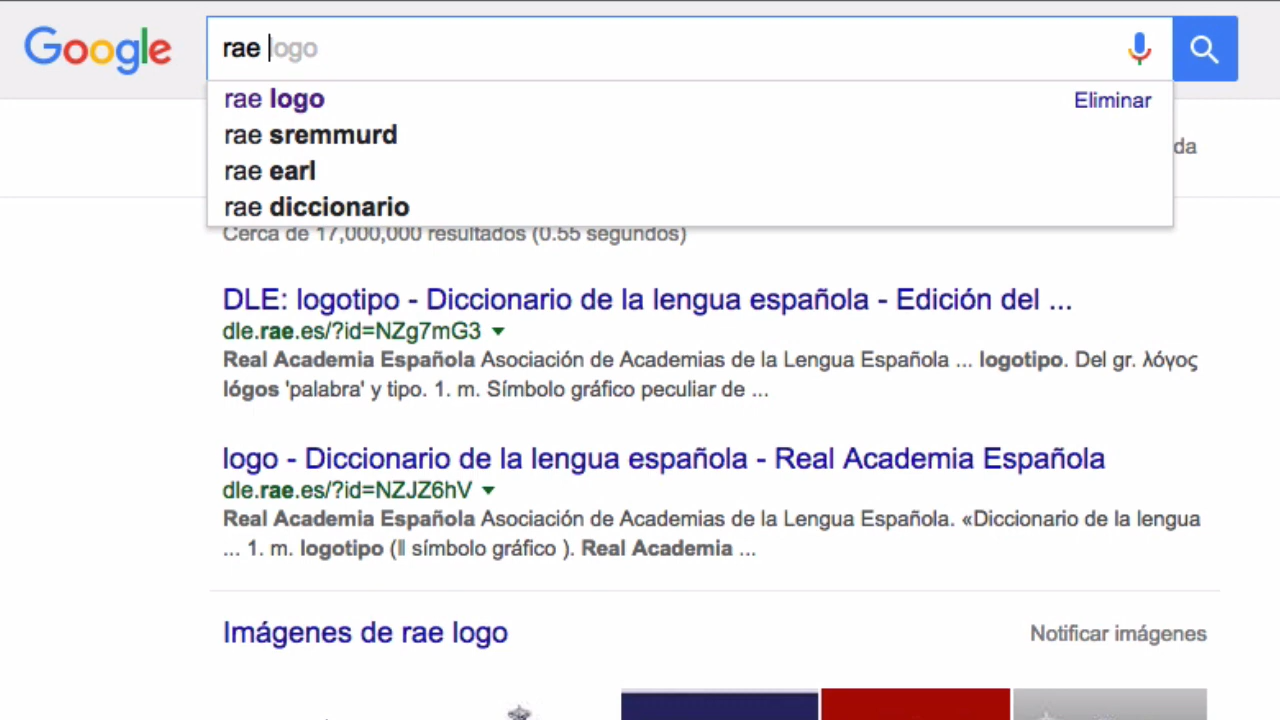 Google
rae logo
rae logo Eliminar
rae sremmurd
rae earl
rae diccionario
da
Cerca de 17,000,000 resultados (0.55 segundos)
DLE: logotipo - Diccionario de la lengua española - Edición del ...
dle.rae.es/?id=NZg7mG3
Real Academia Española Asociación de Academias de la Lengua Española ... logotipo. Del gr. λόγος
lógos 'palabra' y tipo. 1. m. Símbolo gráfico peculiar de ...
logo - Diccionario de la lengua española - Real Academia Española
dle.rae.es/?id=NZJZ6hV
Real Academia Española Asociación de Academias de la Lengua Española. «Diccionario de la lengua
... 1. m. logotipo (‖ símbolo gráfico ). Real Academia ...
Imágenes de rae logo Notificar imágenes